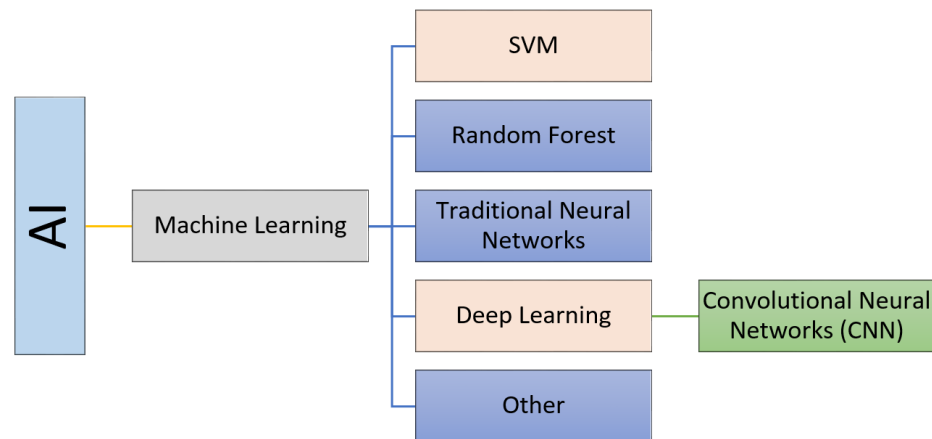 AI
Machine Learning
SVM
Random Forest
Traditional Neural
Networks
Deep Learning
Other
Convolutional Neural
Networks (CNN)